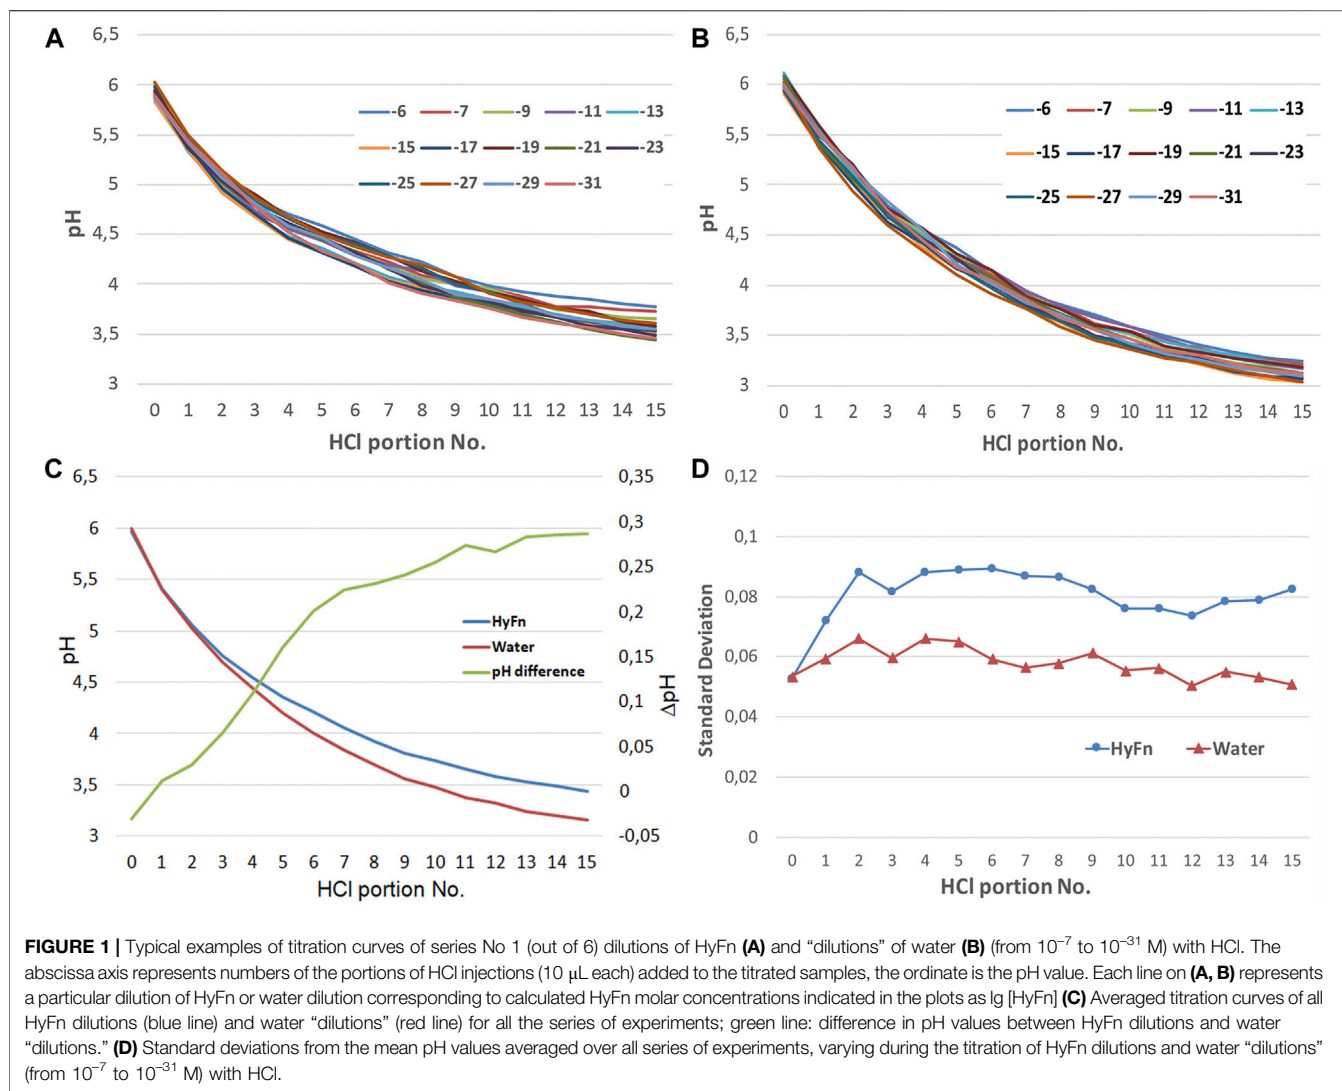 A
6,5
6
5,5
5
4,5
4
3,5
3
pH
-6 -7 -9 -11 -13
-15 -17 -19 -21 -23
-25 -27 -29 -31
0 1 2 3 4 5 6 7 8 9 10 11 12 13 14 15
HCl portion No.
B
6,5
6
5,5
5
4,5
4
3,5
3
pH
-6 -7 -9 -11 -13
-15 -17 -19 -21 -23
-25 -27 -29 -31
0 1 2 3 4 5 6 7 8 9 10 11 12 13 14 15
HCl portion No.
C
6,5
6
5,5
5
4,5
4
3,5
3
pH
HyFn
Water
pH difference
0,35
0,3
0,25
0,2
0,15
0,1
0,05
0
-0,05
ΔpH
0 1 2 3 4 5 6 7 8 9 10 11 12 13 14 15
HCl portion No.
D
0,12
0,1
0,08
0,06
0,04
0,02
0
Standard Deviation
HyFn Water
0 1 2 3 4 5 6 7 8 9 10 11 12 13 14 15
HCl portion No.
FIGURE 1 | Typical examples of titration curves of series No 1 (out of 6) dilutions of HyFn (A) and “dilutions” of water (B) (from 10⁻⁷ to 10⁻³¹ M) with HCl. The
abscissa axis represents numbers of the portions of HCl injections (10 μL each) added to the titrated samples, the ordinate is the pH value. Each line on (A, B) represents
a particular dilution of HyFn or water dilution corresponding to calculated HyFn molar concentrations indicated in the plots as lg [HyFn] (C) Averaged titration curves of all
HyFn dilutions (blue line) and water “dilutions” (red line) for all the series of experiments; green line: difference in pH values between HyFn dilutions and water
“dilutions.” (D) Standard deviations from the mean pH values averaged over all series of experiments, varying during the titration of HyFn dilutions and water “dilutions”
(from 10⁻⁷ to 10⁻³¹ M) with HCl.